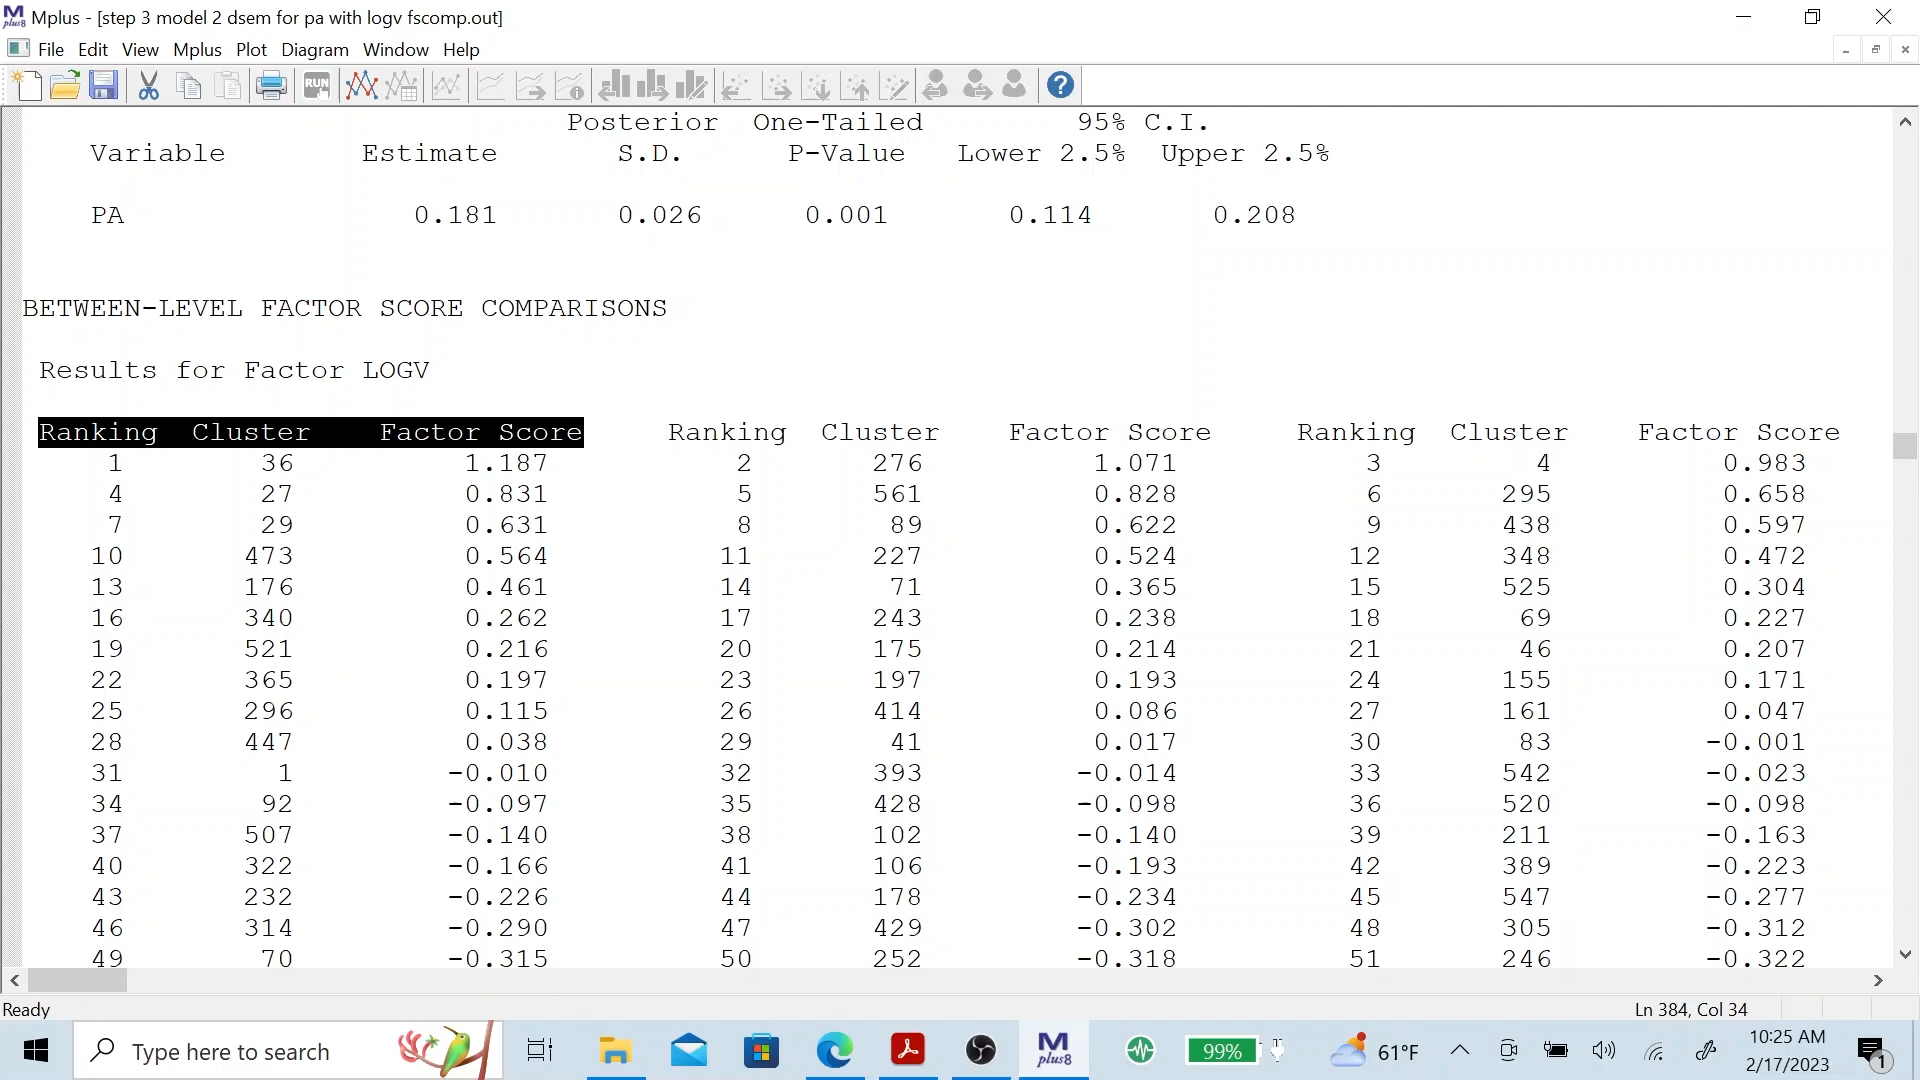 Mplus - [step 3 model 2 dsem for pa with logv fscomp.out]
File Edit View Mplus Plot Diagram Window Help
RUN
Posterior One-Tailed 95% C.I.
Variable Estimate S.D. P-Value Lower 2.5% Upper 2.5%
PA 0.181 0.026 0.001 0.114 0.208
BETWEEN-LEVEL FACTOR SCORE COMPARISONS
Results for Factor LOGV
Ranking Cluster Factor Score Ranking Cluster Factor Score Ranking Cluster Factor Score
1 36 1.187 2 276 1.071 3 4 0.983
4 27 0.831 5 561 0.828 6 295 0.658
7 29 0.631 8 89 0.622 9 438 0.597
10 473 0.564 11 227 0.524 12 348 0.472
13 176 0.461 14 71 0.365 15 525 0.304
16 340 0.262 17 243 0.238 18 69 0.227
19 521 0.216 20 175 0.214 21 46 0.207
22 365 0.197 23 197 0.193 24 155 0.171
25 296 0.115 26 414 0.086 27 161 0.047
28 447 0.038 29 41 0.017 30 83 -0.001
31 1 -0.010 32 393 -0.014 33 542 -0.023
34 92 -0.097 35 428 -0.098 36 520 -0.098
37 507 -0.140 38 102 -0.140 39 211 -0.163
40 322 -0.166 41 106 -0.193 42 389 -0.223
43 232 -0.226 44 178 -0.234 45 547 -0.277
46 314 -0.290 47 429 -0.302 48 305 -0.312
49 70 -0.315 50 252 -0.318 51 246 -0.322
Ready Ln 384, Col 34
Type here to search M plus8 99% 61°F 10:25 AM
2/17/2023 1